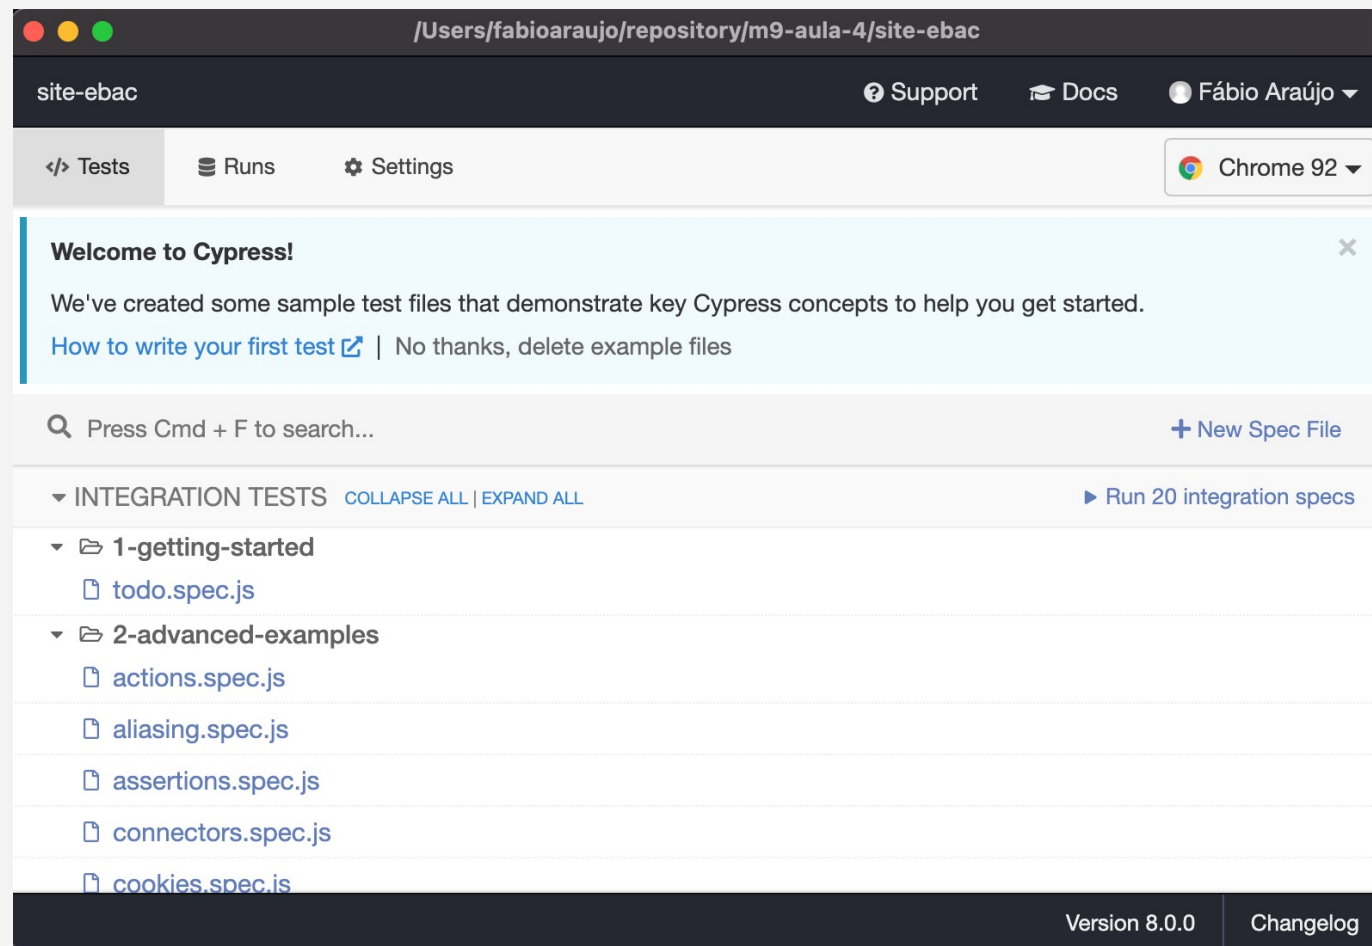 /Users/fabioaraujo/repository/m9-aula-4/site-ebac
site-ebac Support Docs Fábio Araújo
</> Tests Runs Settings Chrome 92
Welcome to Cypress! ×
We've created some sample test files that demonstrate key Cypress concepts to help you get started.
How to write your first test | No thanks, delete example files
Press Cmd + F to search... + New Spec File
INTEGRATION TESTS COLLAPSE ALL | EXPAND ALL Run 20 integration specs
1-getting-started
todo.spec.js
2-advanced-examples
actions.spec.js
aliasing.spec.js
assertions.spec.js
connectors.spec.js
cookies.spec.js
Version 8.0.0 Changelog